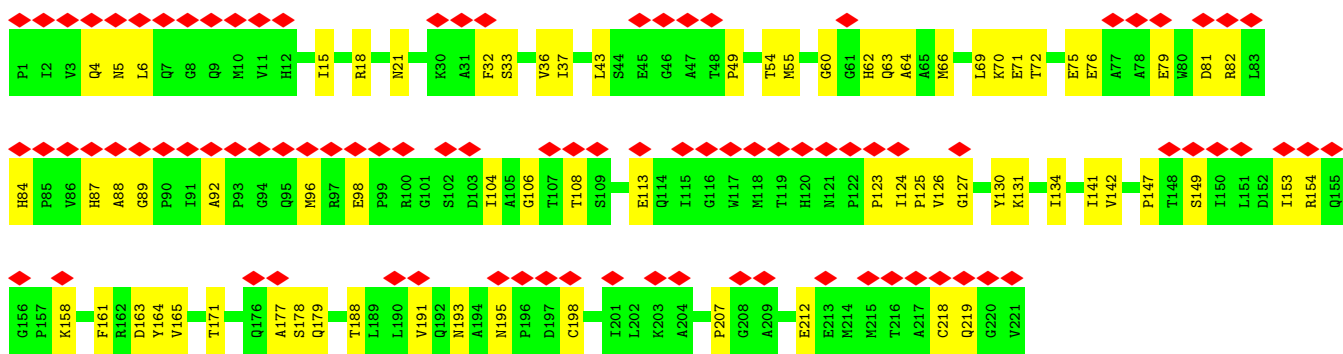 P1 I2 V3 Q4 N5 L6 Q7 G8 Q9 M10 V11 H12 I15 R18 N21 K30 A31 F32 S33 V36 I37 L43 S44 E45 G46 A47 T48 P49 T54 M55 G60 G61 H62 Q63 A64 A65 M66 L69 K70 E71 T72 E75 E76 A77 A78 E79 W80 D81 R82 L83
H84 P85 V86 H87 A88 G89 P90 I91 A92 P93 G94 Q95 M96 R97 E98 P99 R100 G101 S102 D103 I104 A105 G106 T107 T108 S109 E113 Q114 I115 G116 W117 M118 T119 H120 N121 P122 P123 I124 P125 V126 G127 Y130 K131 I134 I141 V142 P147 T148 S149 I150 L151 D152 I153 R154 Q155
G156 P157 K158 F161 R162 D163 Y164 V165 T171 Q176 A177 S178 Q179 T188 L189 L190 V191 Q192 N193 A194 N195 P196 D197 C198 I201 L202 K203 A204 P207 G208 A209 E212 E213 M214 M215 T216 A217 C218 Q219 G220 V221